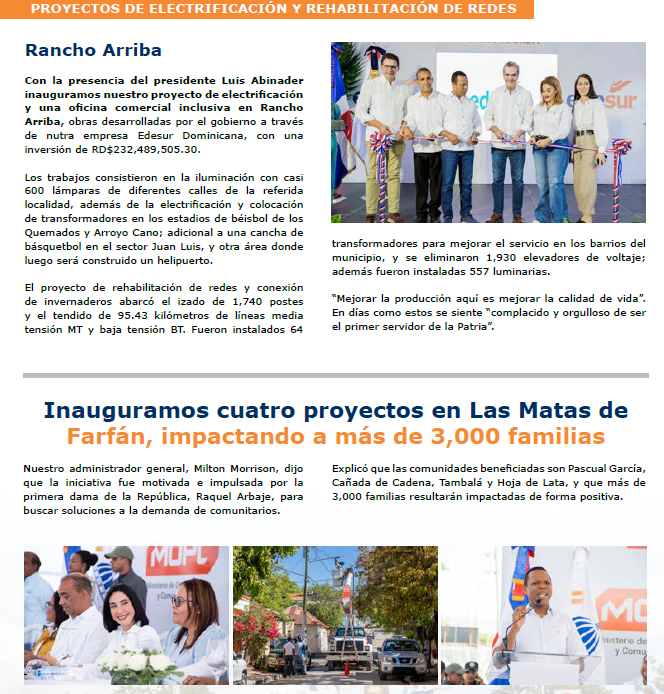 PROYECTOS DE ELECTRIFICACIÓN Y REHABILITACIÓN DE REDES
Rancho Arriba
Con la presencia del presidente Luis Abinader
inauguramos nuestro proyecto de electrificación
y una oficina comercial inclusiva en Rancho
Arriba, obras desarrolladas por el gobierno a través
de nutra empresa Edesur Dominicana, con una
inversión de RD$232,489,505.30.
Los trabajos consistieron en la iluminación con casi
600 lámparas de diferentes calles de la referida
localidad, además de la electrificación y colocación
de transformadores en los estadios de béisbol de los
Quemados y Arroyo Cano; adicional a una cancha de
básquetbol en el sector Juan Luis, y otra área donde
luego será construido un helipuerto.
El proyecto de rehabilitación de redes y conexión
de invernaderos abarcó el izado de 1,740 postes
y el tendido de 95.43 kilómetros de líneas media
tensión MT y baja tensión BT. Fueron instalados 64
transformadores para mejorar el servicio en los barrios del
municipio, y se eliminaron 1,930 elevadores de voltaje;
además fueron instaladas 557 luminarias.
“Mejorar la producción aquí es mejorar la calidad de vida”.
En días como estos se siente “complacido y orgulloso de ser
el primer servidor de la Patria”.
Inauguramos cuatro proyectos en Las Matas de
Farfán, impactando a más de 3,000 familias
Nuestro administrador general, Milton Morrison, dijo
que la iniciativa fue motivada e impulsada por la
primera dama de la República, Raquel Arbaje, para
buscar soluciones a la demanda de comunitarios.
Explicó que las comunidades beneficiadas son Pascual García,
Cañada de Cadena, Tambalá y Hoja de Lata, y que más de
3,000 familias resultarán impactadas de forma positiva.
MOPC
Ministerio de O
y Comu
MOP
inisterio de
y Comu